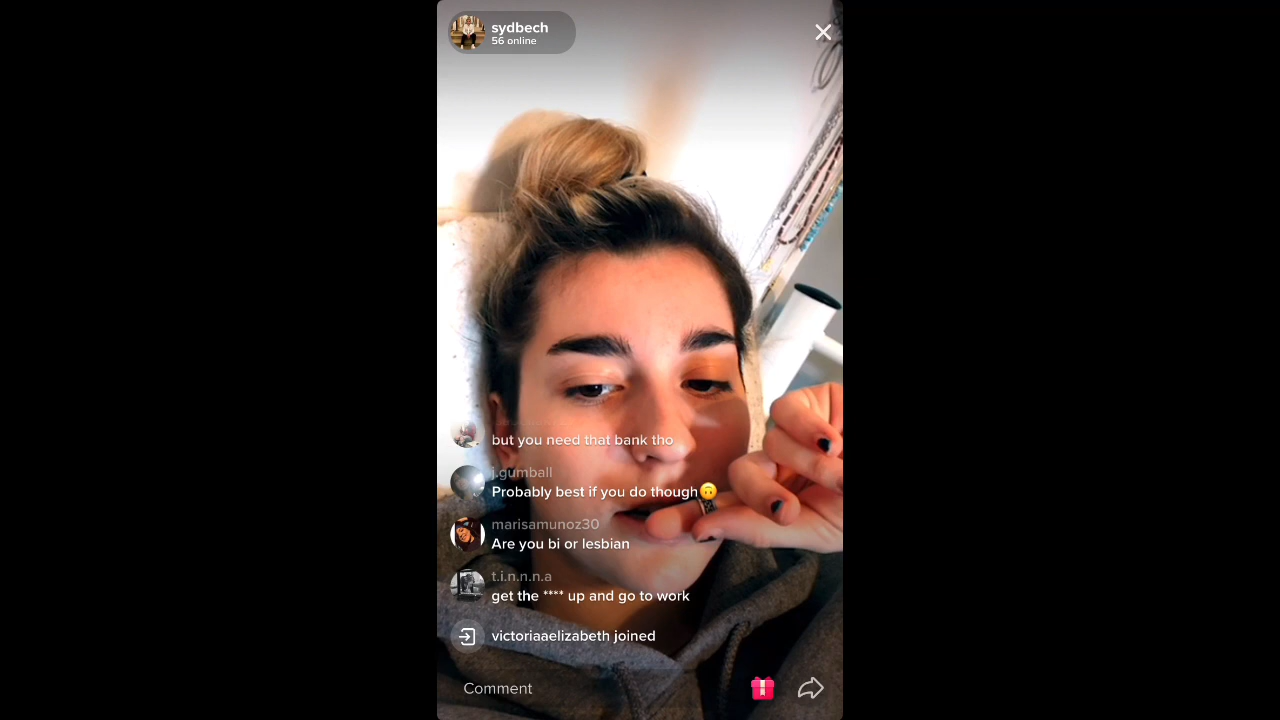 sydbech
56 online
but you need that bank tho
j.gumball
Probably best if you do though🙃
marisamunoz30
Are you bi or lesbian
t.i.n.n.n.a
get the **** up and go to work
victoriaaelizabeth joined
Comment